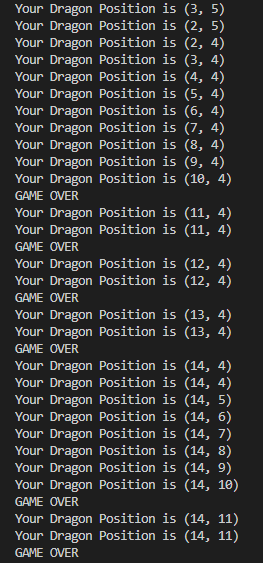 Your Dragon Position is (3, 5)
Your Dragon Position is (2, 5)
Your Dragon Position is (2, 4)
Your Dragon Position is (3, 4)
Your Dragon Position is (4, 4)
Your Dragon Position is (5, 4)
Your Dragon Position is (6, 4)
Your Dragon Position is (7, 4)
Your Dragon Position is (8, 4)
Your Dragon Position is (9, 4)
Your Dragon Position is (10, 4)
GAME OVER
Your Dragon Position is (11, 4)
Your Dragon Position is (11, 4)
GAME OVER
Your Dragon Position is (12, 4)
Your Dragon Position is (12, 4)
GAME OVER
Your Dragon Position is (13, 4)
Your Dragon Position is (13, 4)
GAME OVER
Your Dragon Position is (14, 4)
Your Dragon Position is (14, 4)
Your Dragon Position is (14, 5)
Your Dragon Position is (14, 6)
Your Dragon Position is (14, 7)
Your Dragon Position is (14, 8)
Your Dragon Position is (14, 9)
Your Dragon Position is (14, 10)
GAME OVER
Your Dragon Position is (14, 11)
Your Dragon Position is (14, 11)
GAME OVER